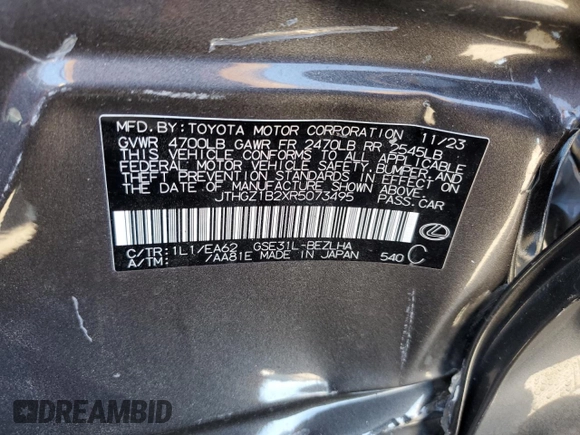 MFD.BY:TOYOTA MOTOR CORPORATION 11/23
GVWR 4700LB GAWR FR 2470LB RR 2545LB
THIS VEHICLE CONFORMS TO ALL APPLICABLE
FEDERAL MOTOR VEHICLE SAFETY,BUMPER,AND
THEFT PREVENTION STANDARDS IN EFFECT ON
THE DATE OF MANUFACTURE SHOWN ABOVE.
JTHGZ1B2XR5073495 PASS.CAR
C/TR:1L1/EA62 GSE31L-BEZLHA
A/TM: /AA81E MADE IN JAPAN 540 C
DREAMBID